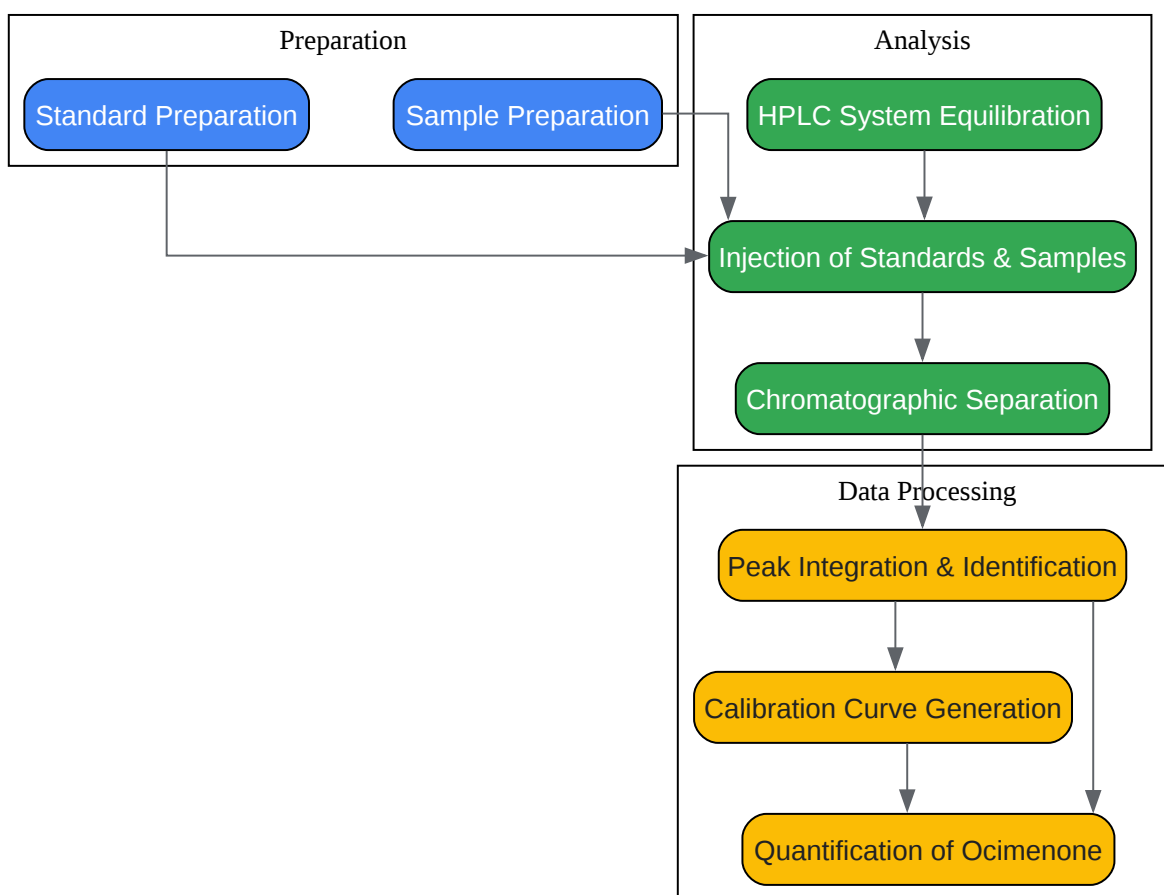 Preparation
Standard Preparation
Sample Preparation
Analysis
HPLC System Equilibration
Injection of Standards & Samples
Chromatographic Separation
Data Processing
Peak Integration & Identification
Calibration Curve Generation
Quantification of Ocimenone